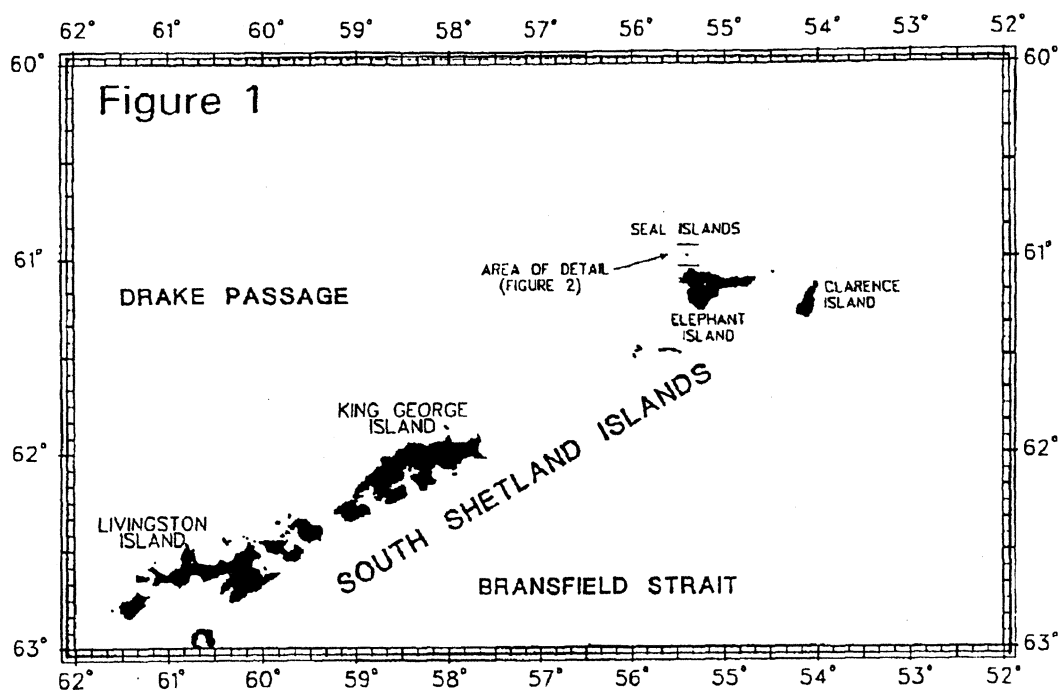 62° 61° 60° 59° 58° 57° 56° 55° 54° 53° 52°
60° 60°
Figure 1
SEAL ISLANDS
61° 61°
AREA OF DETAIL
(FIGURE 2)
DRAKE PASSAGE
CLARENCE
ISLAND
ELEPHANT
ISLAND
KING GEORGE
ISLAND
SOUTH SHETLAND ISLANDS
62° 62°
LIVINGSTON
ISLAND
BRANSFIELD STRAIT
63° 63°
62° 61° 60° 59° 58° 57° 56° 55° 54° 53° 52°